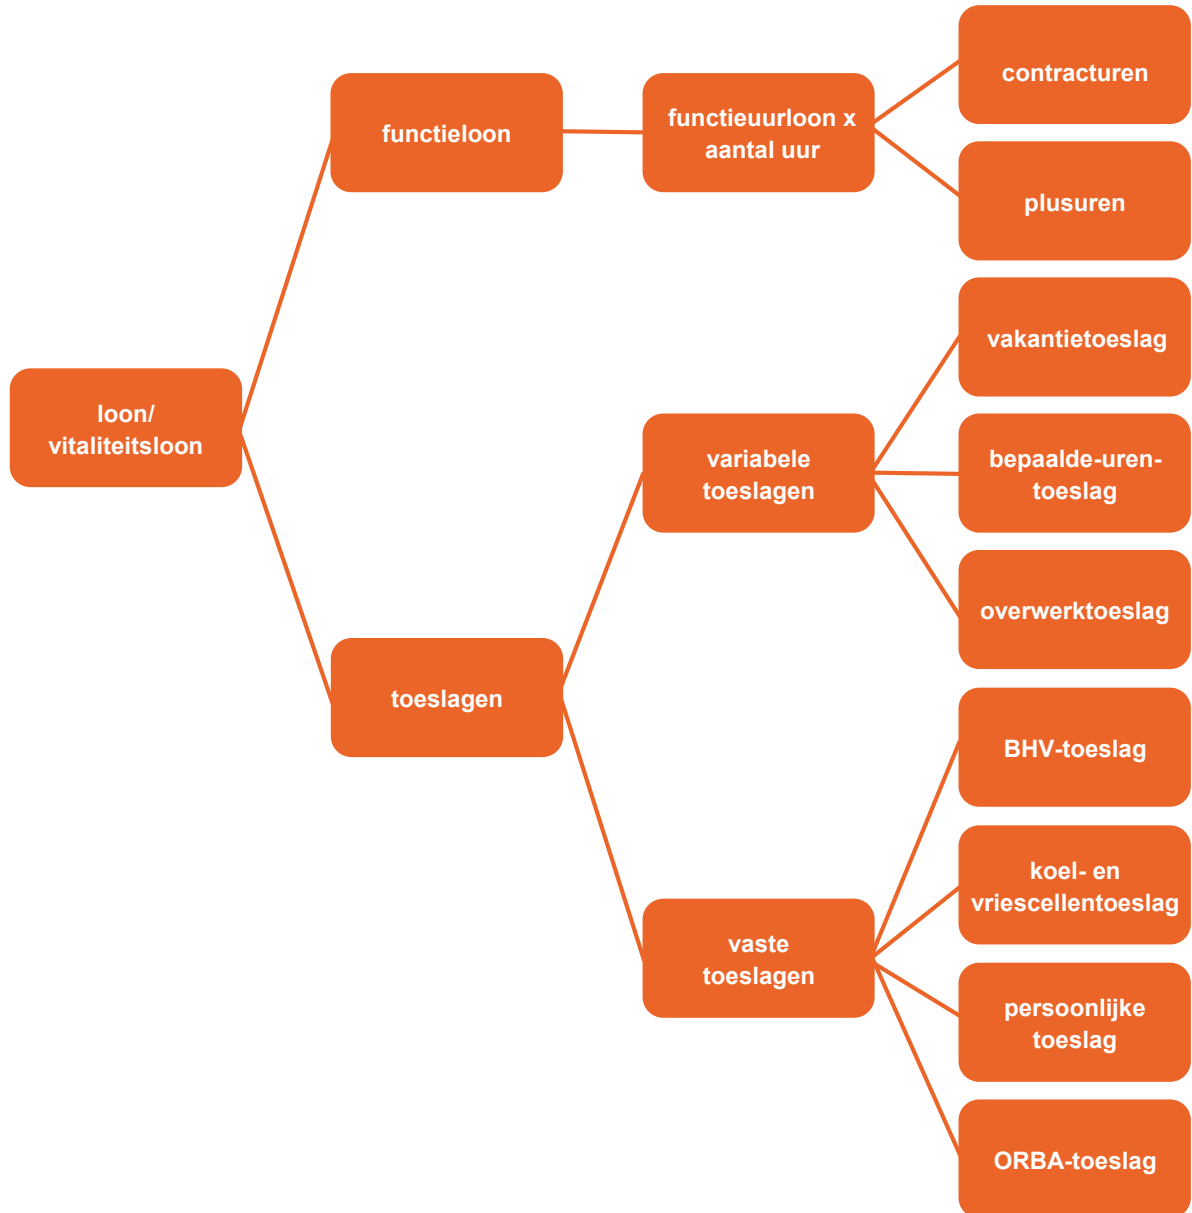 contracturen
functieloon
functieuurloon x
aantal uur
plusuren
vakantietoeslag
loon/
vitaliteitsloon
variabele
toeslagen
bepaalde-uren-
toeslag
overwerktoeslag
toeslagen
BHV-toeslag
koel- en
vriescellentoeslag
vaste
toeslagen
persoonlijke
toeslag
ORBA-toeslag